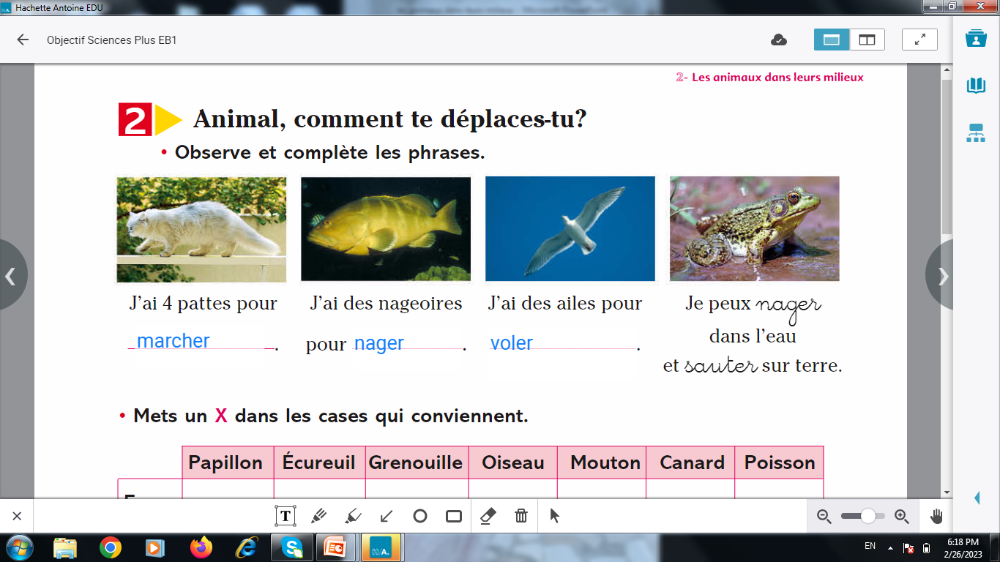 Hachette Antoine EDU
Objectif Sciences Plus EB1
2- Les animaux dans leurs milieux
2 Animal, comment te déplaces-tu?
• Observe et complète les phrases.
J'ai 4 pattes pour
marcher.
J'ai des nageoires
pour nager.
J'ai des ailes pour
voler.
Je peux nager
dans l'eau
et sauter sur terre.
• Mets un X dans les cases qui conviennent.
Papillon Écureuil Grenouille Oiseau Mouton Canard Poisson
T
H/A.
EN
6:18 PM
2/26/2023